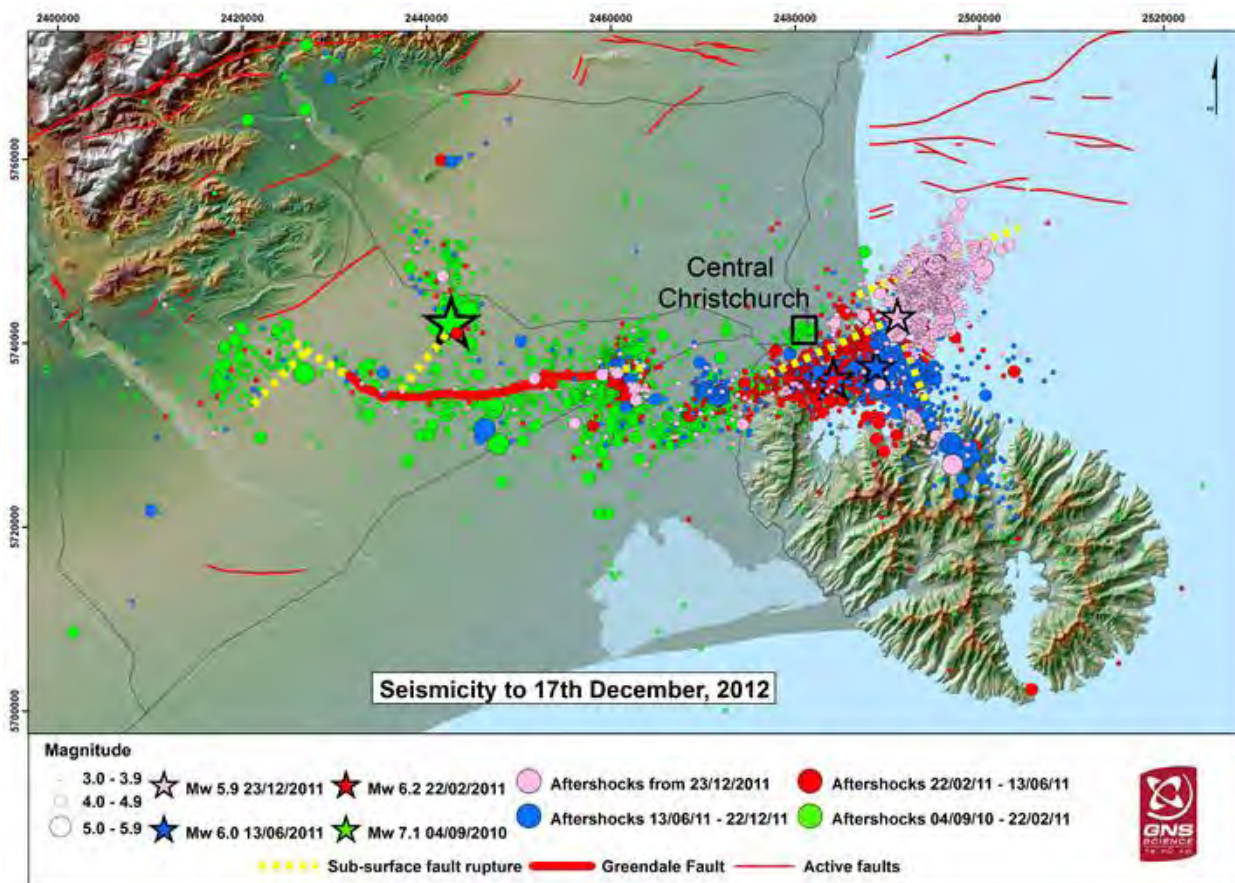 2400000 2420000 2440000 2460000 2480000 2500000 2520000
5760000
5740000
5720000
5700000
Central
Christchurch
Seismicity to 17th December, 2012
Magnitude
3.0 - 3.9
4.0 - 4.9
5.0 - 5.9
Mw 5.9 23/12/2011
Mw 6.0 13/06/2011
Mw 6.2 22/02/2011
Mw 7.1 04/09/2010
Aftershocks from 23/12/2011
Aftershocks 13/06/11 - 22/12/11
Aftershocks 22/02/11 - 13/06/11
Aftershocks 04/09/10 - 22/02/11
Sub-surface fault rupture
Greendale Fault
Active faults
GNS
SCIENCE
TE PŪ AO